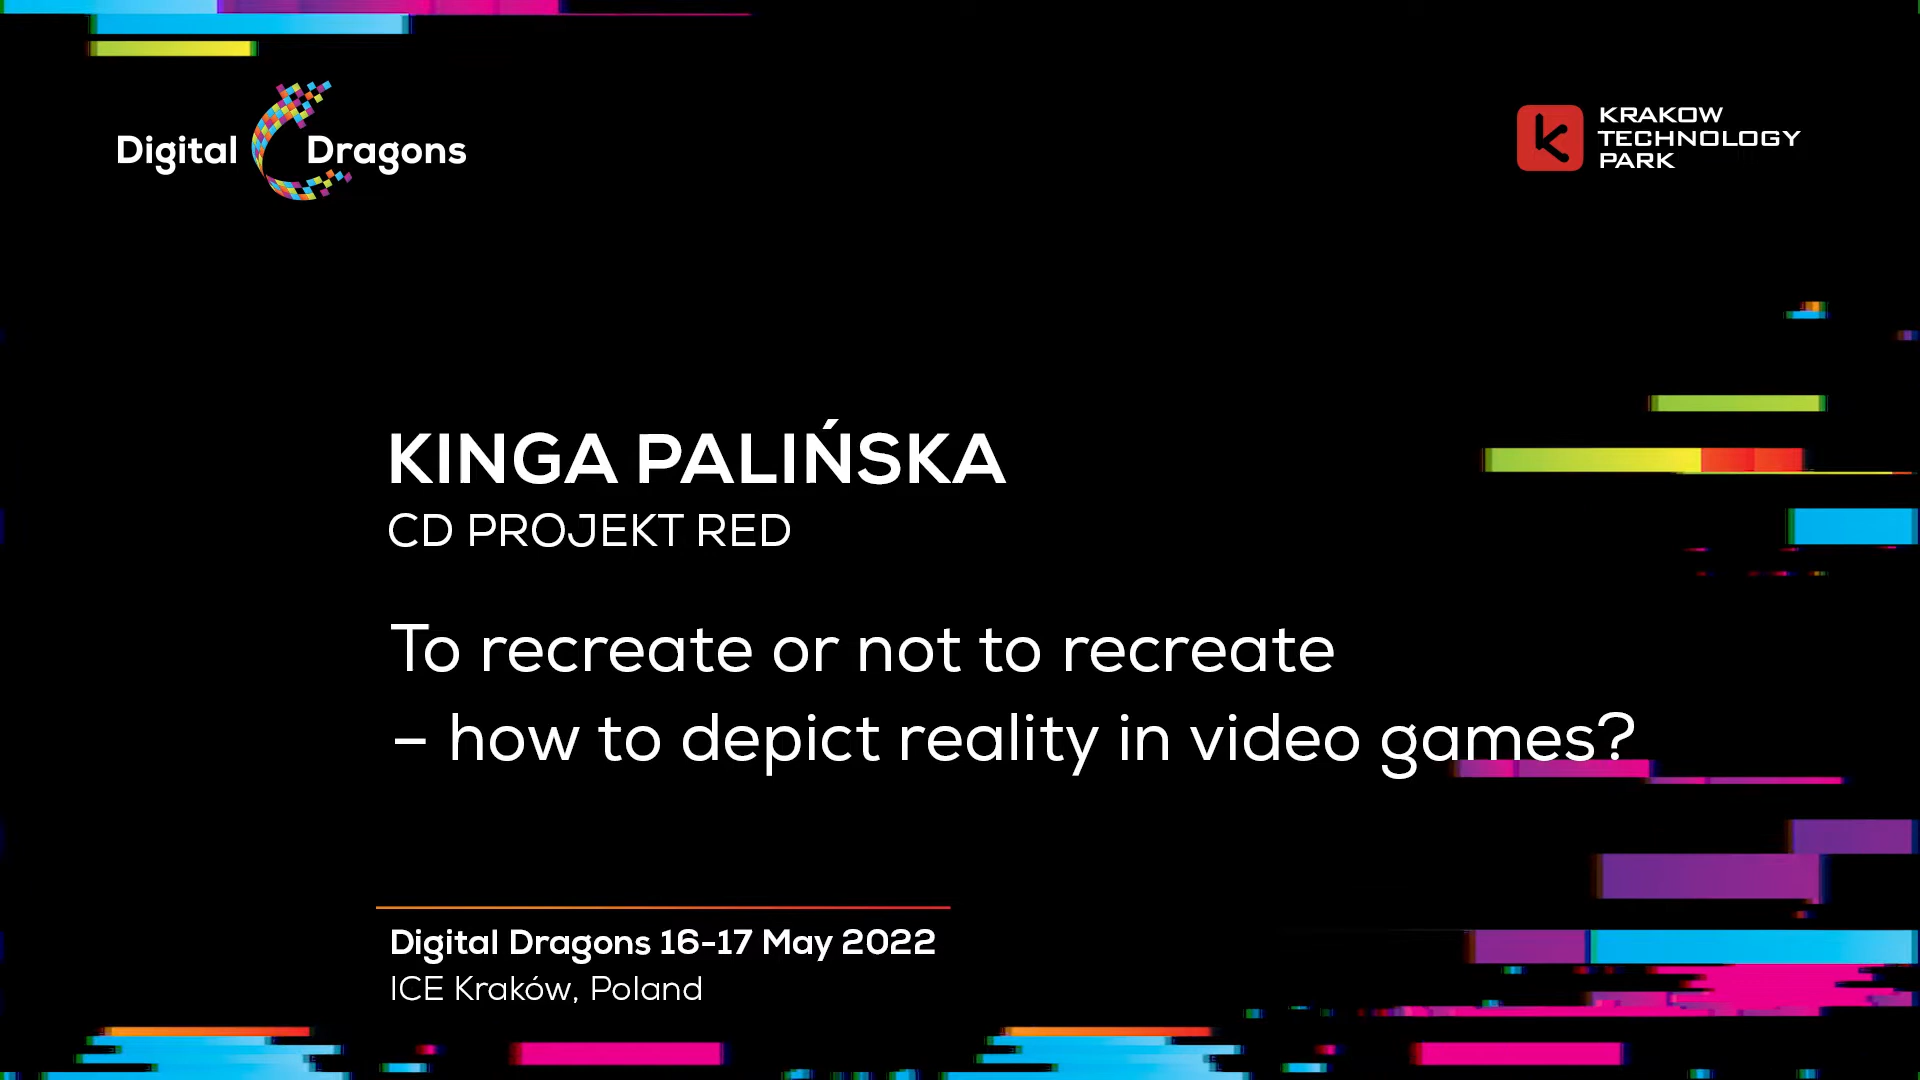 Digital Dragons
KRAKOW
TECHNOLOGY
PARK
KINGA PALIŃSKA
CD PROJEKT RED
To recreate or not to recreate
– how to depict reality in video games?
Digital Dragons 16-17 May 2022
ICE Kraków, Poland